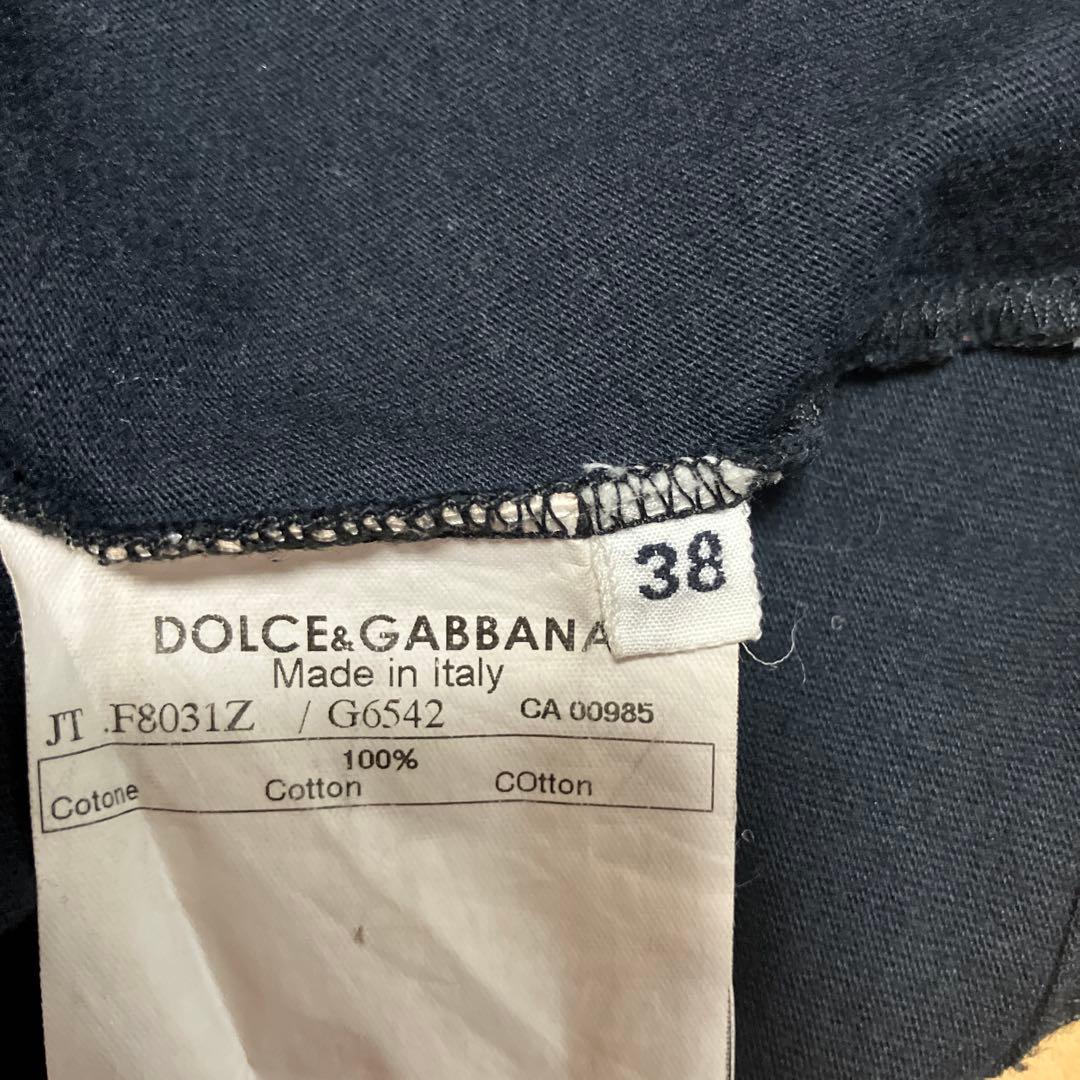 38
DOLCE&GABBANA
Made in Italy
JT .F8031Z / G6542 CA 00985
100%
Cotone Cotton COtton